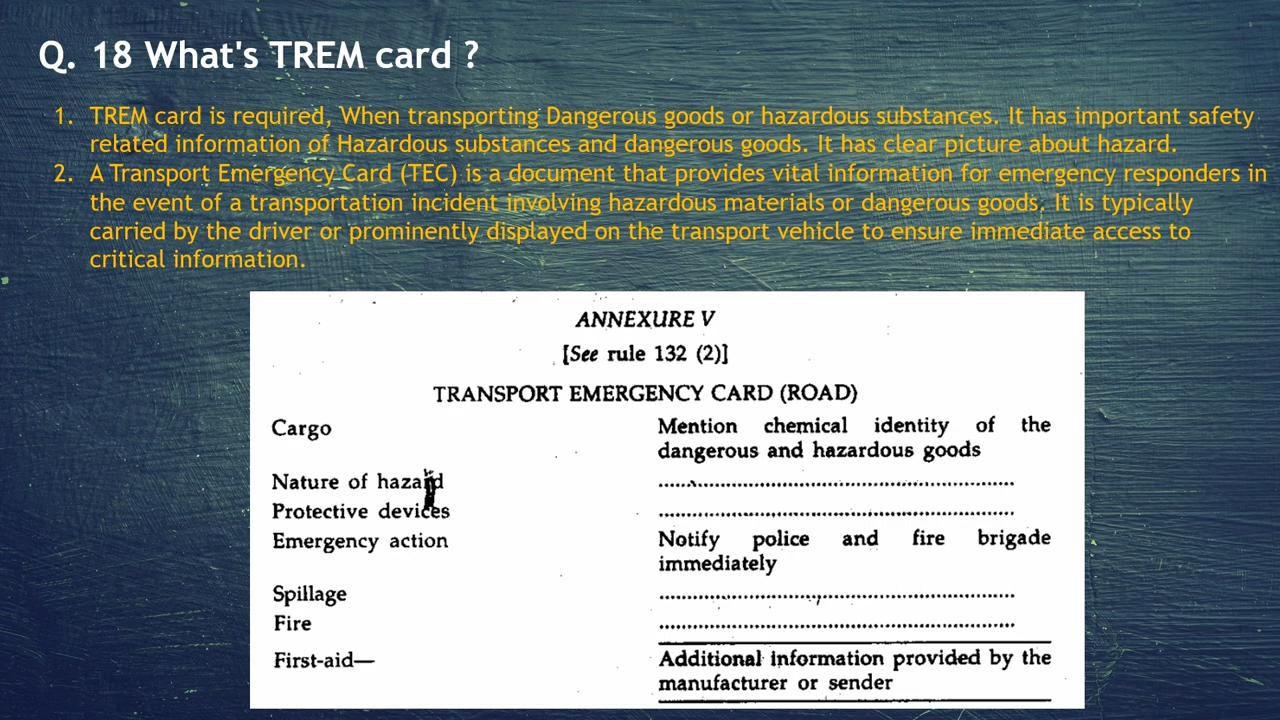 Q. 18 What's TREM card ?
1. TREM card is required, When transporting Dangerous goods or hazardous substances. It has important safety
related information of Hazardous substances and dangerous goods. It has clear picture about hazard.
2. A Transport Emergency Card (TEC) is a document that provides vital information for emergency responders in
the event of a transportation incident involving hazardous materials or dangerous goods. It is typically
carried by the driver or prominently displayed on the transport vehicle to ensure immediate access to
critical information.
ANNEXURE V
[See rule 132 (2)]
TRANSPORT EMERGENCY CARD (ROAD)
Cargo Mention chemical identity of the
dangerous and hazardous goods
Nature of hazard ................................................................
Protective devices ................................................................
Emergency action Notify police and fire brigade
immediately
Spillage ................................................................
Fire ................................................................
First-aid— Additional Information provided by the
manufacturer or sender